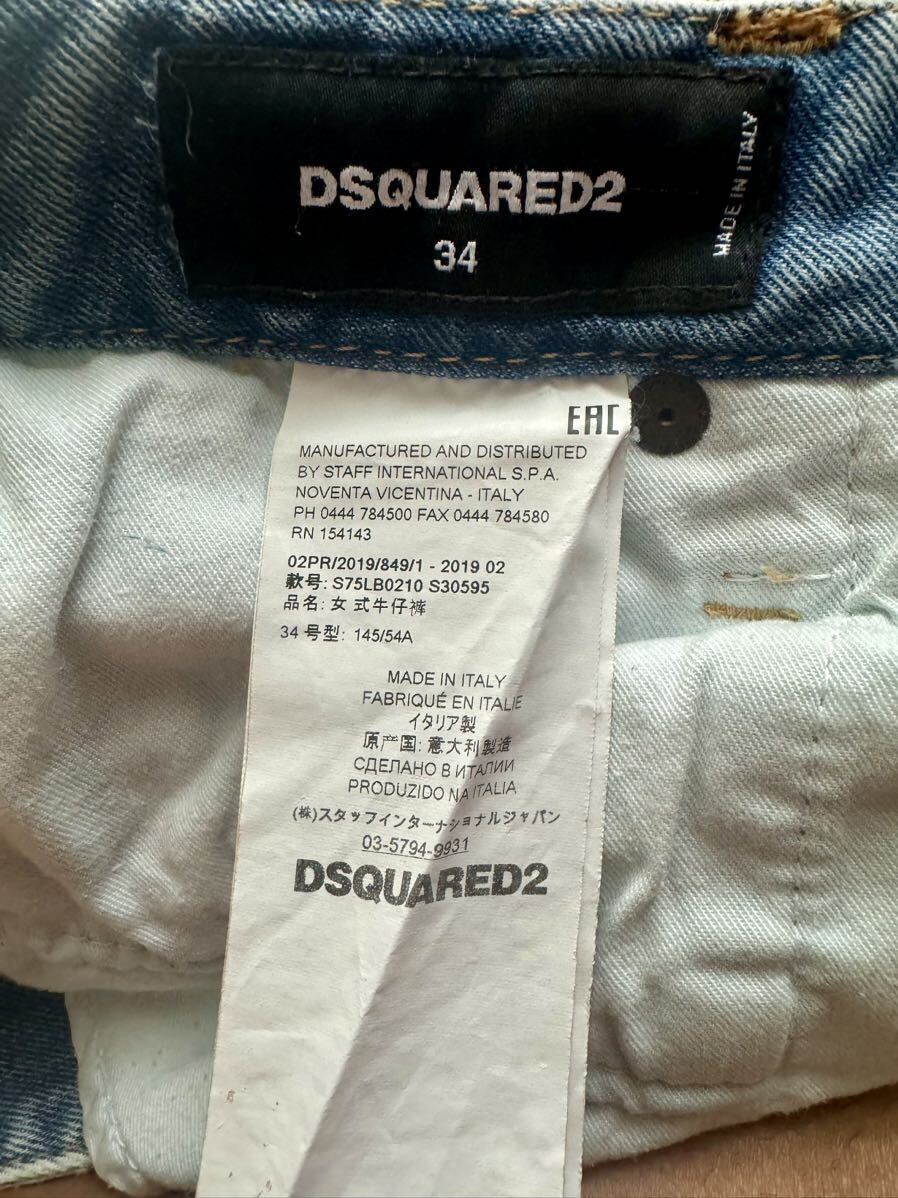 DSQUARED2
34
MADE IN ITALY
EAC
MANUFACTURED AND DISTRIBUTED
BY STAFF INTERNATIONAL S.P.A.
NOVENTA VICENTINA - ITALY
PH 0444 784500 FAX 0444 784580
RN 154143
02PR/2019/849/1 - 2019 02
款号: S75LB0210 S30595
品名: 女式牛仔裤
34 号型: 145/54A
MADE IN ITALY
FABRIQUÉ EN ITALIE
イタリア製
原产国: 意大利製造
СДЕЛАНО В ИТАЛИИ
PRODUZIDO NA ITALIA
(株)スタッフインターナショナルジャパン
03-5794-9931
DSQUARED2